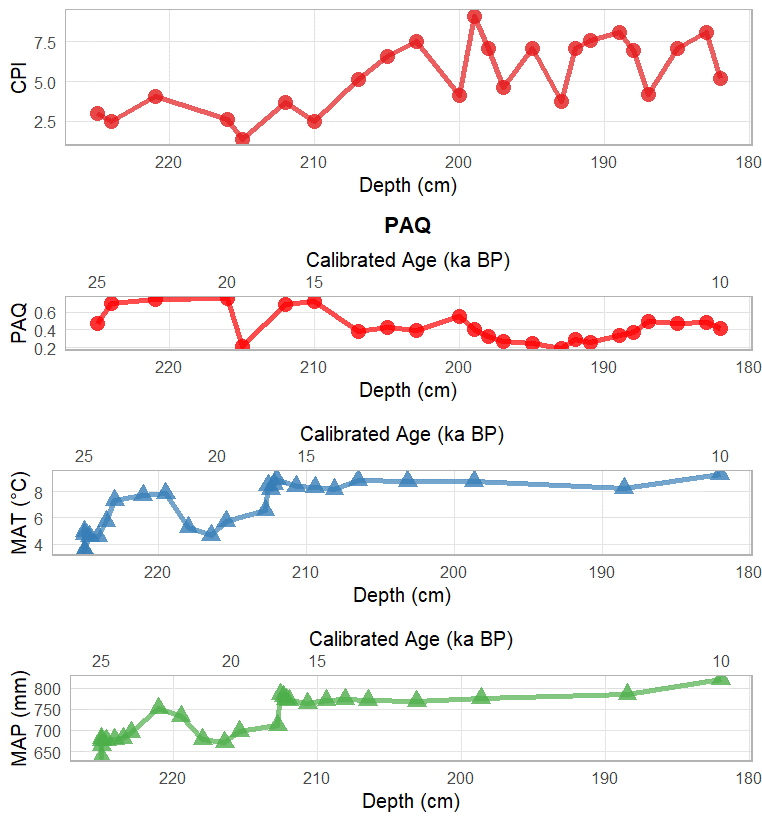 CPI
7.5
5.0
2.5
220 210 200 190 180
Depth (cm)
PAQ
Calibrated Age (ka BP)
25 20 15 10
PAQ
0.6
0.4
0.2
220 210 200 190 180
Depth (cm)
Calibrated Age (ka BP)
25 20 15 10
MAT (°C)
8
6
4
220 210 200 190 180
Depth (cm)
Calibrated Age (ka BP)
25 20 15 10
MAP (mm)
800
750
700
650
220 210 200 190 180
Depth (cm)